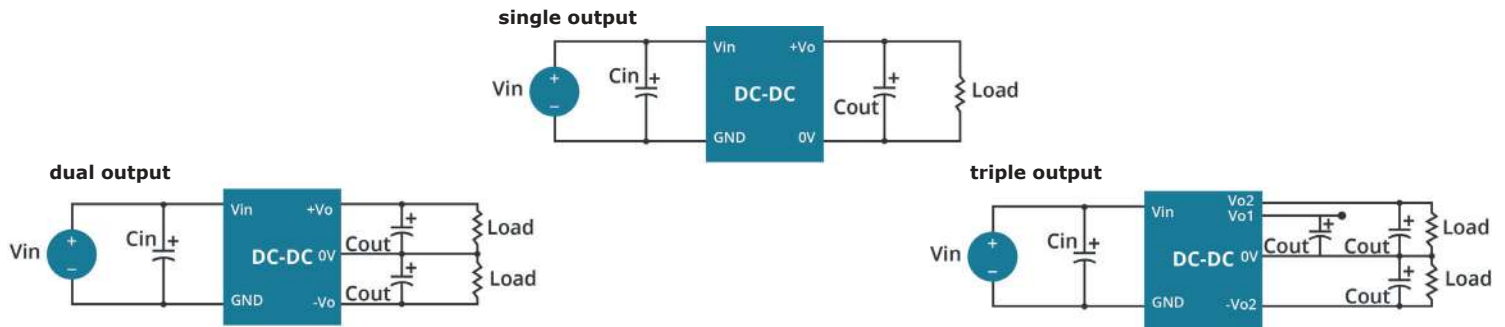 single output
Vin
+
−
Cin
+
Vin
+Vo
DC-DC
GND
0V
+
Cout
Load
dual output
Vin
+
−
Cin
+
Vin
+Vo
DC-DC
0V
GND
-Vo
+
Cout
Load
+
Cout
Load
triple output
Vin
+
−
Cin
+
Vin
Vo2
Vo1
DC-DC
0V
GND
-Vo2
+
Cout
+
Cout
Load
+
Cout
Load